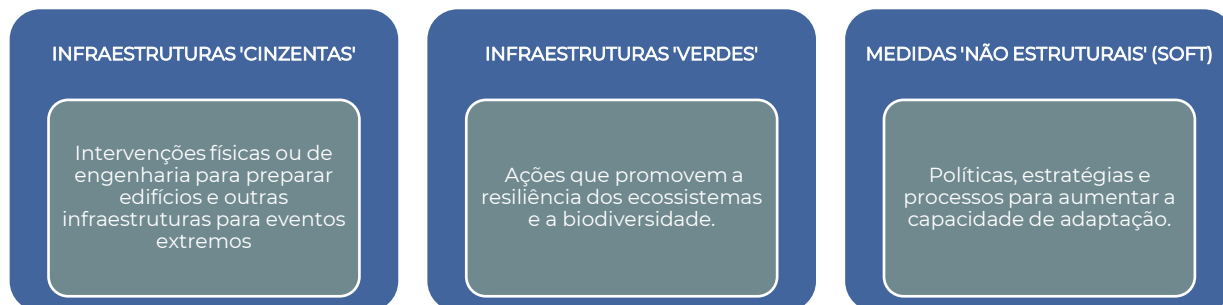 INFRAESTRUTURAS 'CINZENTAS'
Intervenções físicas ou de
engenharia para preparar
edifícios e outras
infraestruturas para eventos
extremos
INFRAESTRUTURAS 'VERDES'
Ações que promovem a
resiliência dos ecossistemas
e a biodiversidade.
MEDIDAS 'NÃO ESTRUTURAIS' (SOFT)
Políticas, estratégias e
processos para aumentar a
capacidade de adaptação.